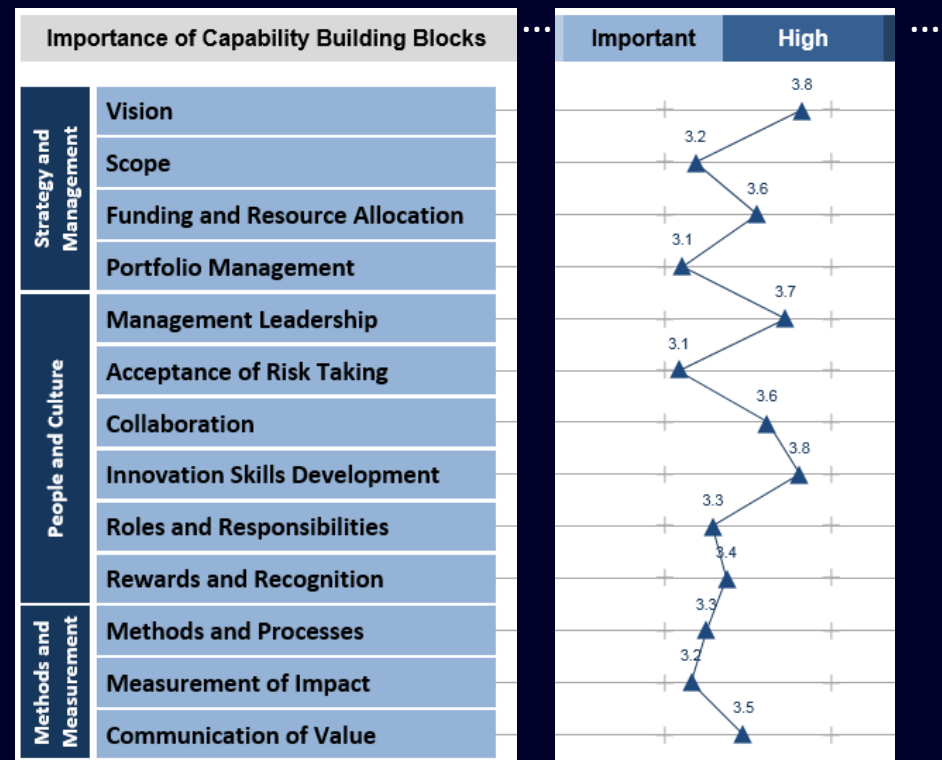 Importance of Capability Building Blocks
...
Important
High
...
Strategy and
Management
Vision
3.8
Scope
3.2
Funding and Resource Allocation
3.6
Portfolio Management
3.1
People and Culture
Management Leadership
3.7
Acceptance of Risk Taking
3.1
Collaboration
3.6
Innovation Skills Development
3.8
Roles and Responsibilities
3.3
Rewards and Recognition
3.4
Methods and
Measurement
Methods and Processes
3.3
Measurement of Impact
3.2
Communication of Value
3.5